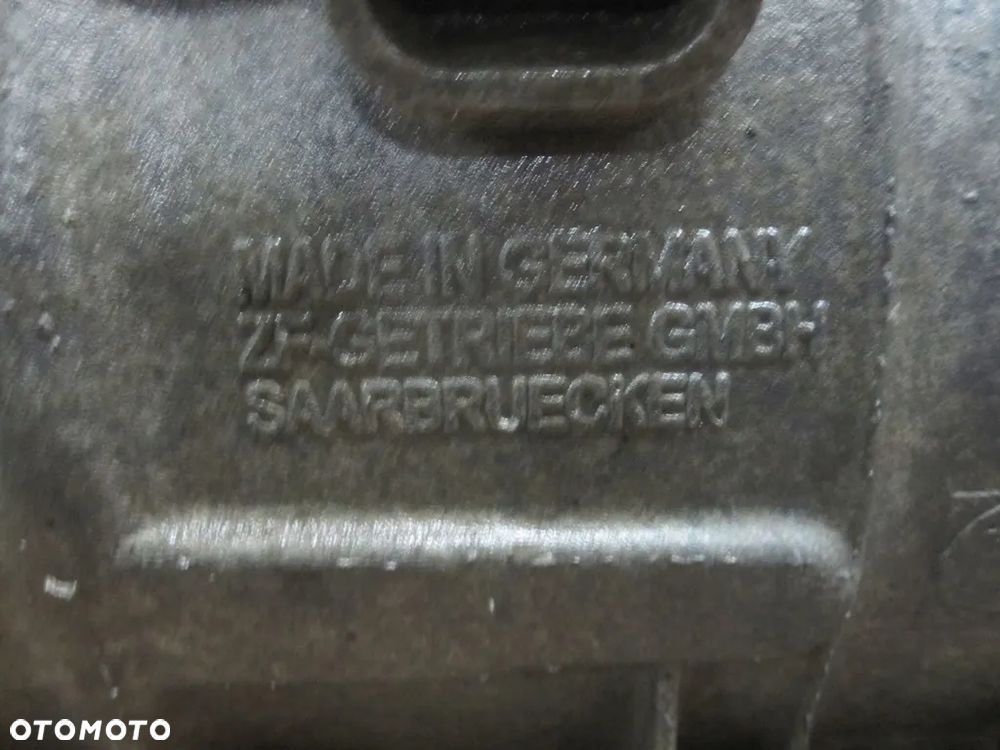 MADE IN GERMANY
ZF-GETRIEBE GMBH
SAARBRUECKEN
OTOMOTO